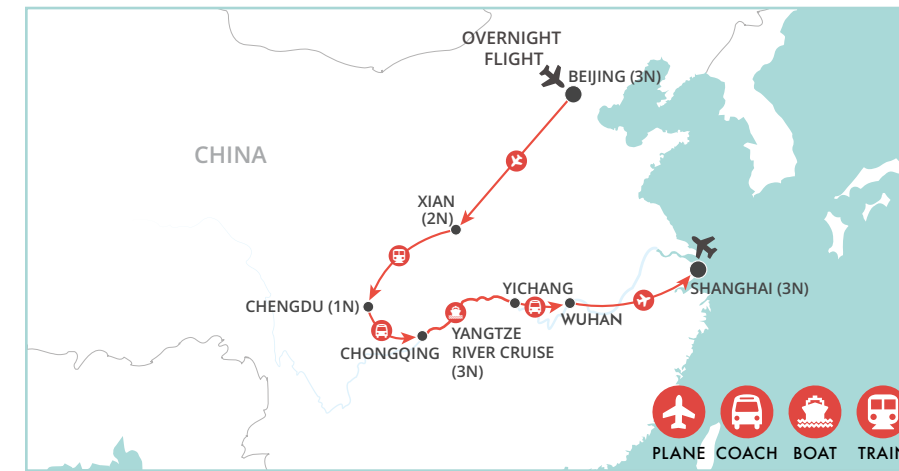 OVERNIGHT
FLIGHT
BEIJING (3N)
CHINA
XIAN
(2N)
YICHANG
SHANGHAI (3N)
CHENGDU (1N)
WUHAN
CHONGQING
YANGTZE
RIVER CRUISE
(3N)
PLANE COACH BOAT TRAIN